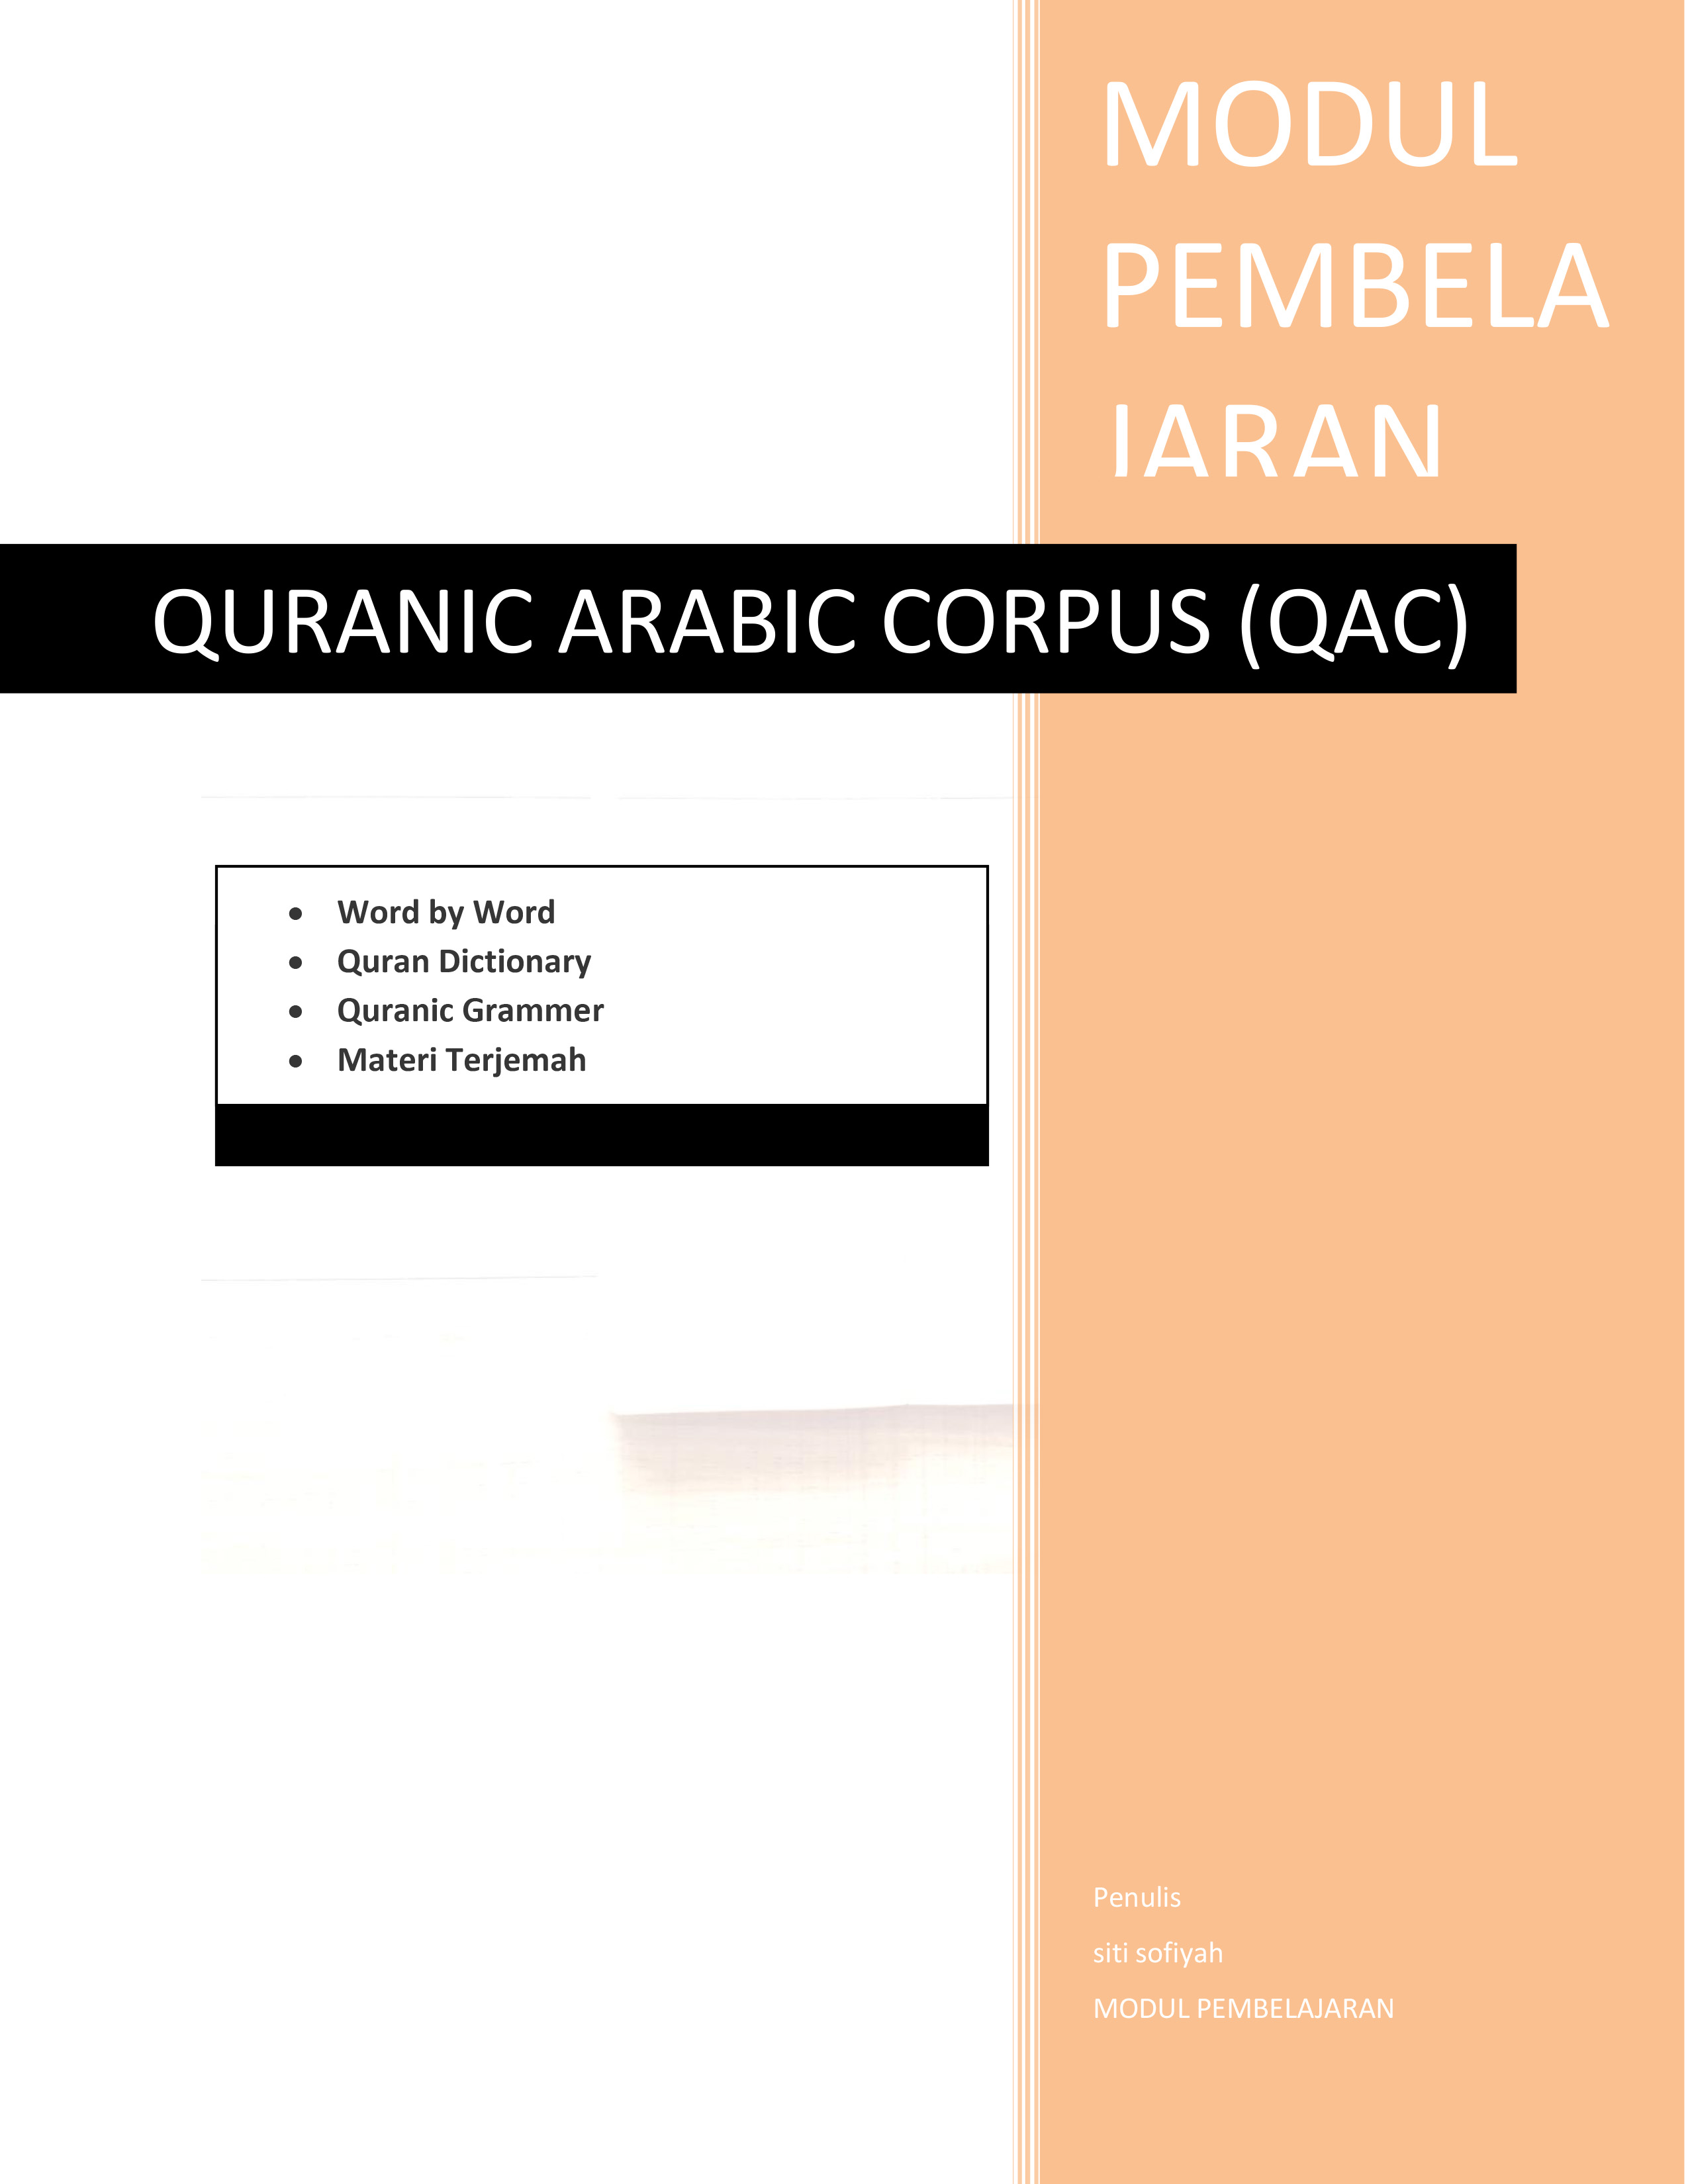 MODUL
PEMBELA
JARAN
QURANIC ARABIC CORPUS (QAC)
• Word by Word
• Quran Dictionary
• Quranic Grammer
• Materi Terjemah
Penulis
siti sofiyah
MODUL PEMBELAJARAN